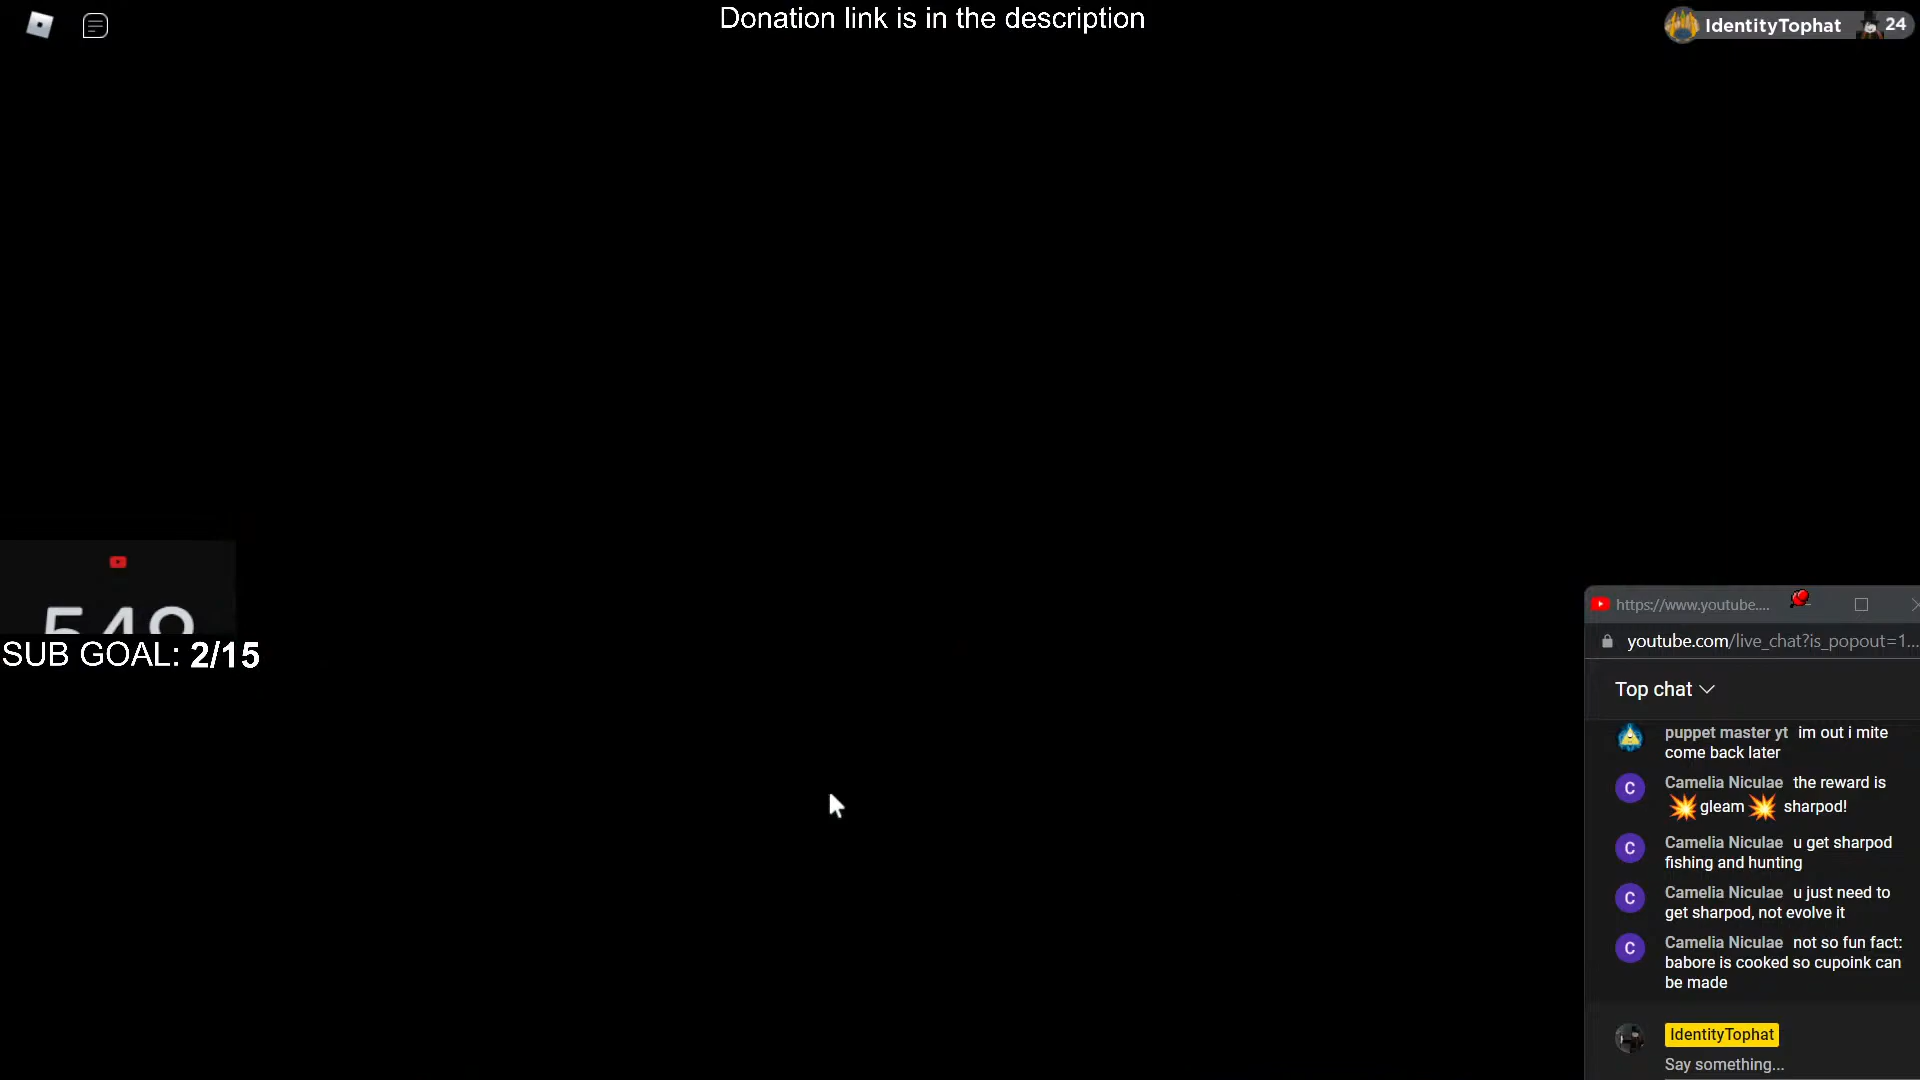 Donation link is in the description
IdentityTophat
24
549
SUB GOAL: 2/15
https://www.youtube....
youtube.com/live_chat?is_popout=1...
Top chat
puppet master yt im out i mite
come back later
Camelia Niculae the reward is
💥gleam💥 sharpod!
C
Camelia Niculae u get sharpod
fishing and hunting
C
Camelia Niculae u just need to
get sharpod, not evolve it
C
Camelia Niculae not so fun fact:
babore is cooked so cupoink can
be made
C
IdentityTophat
Say something...